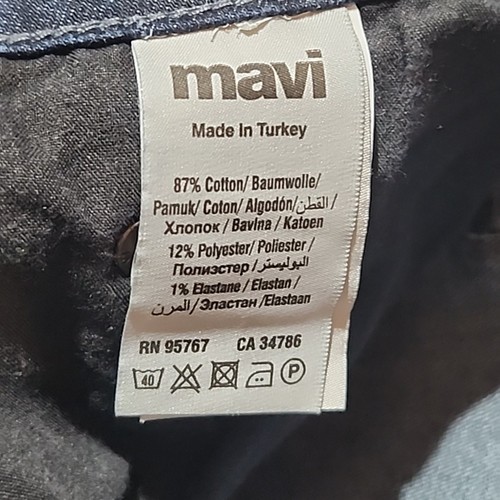 mavi
Made In Turkey
87% Cotton/ Baumwolle/
Pamuk/ Coton/ Algodón/القطن/
Хлопок / Bavlna / Katoen
12% Polyester/ Poliester /
Полиэстер /البوليستر/
1% Elastane / Elastan /
المرن/Эластан /Elastaan
RN 95767 CA 34786
40 P